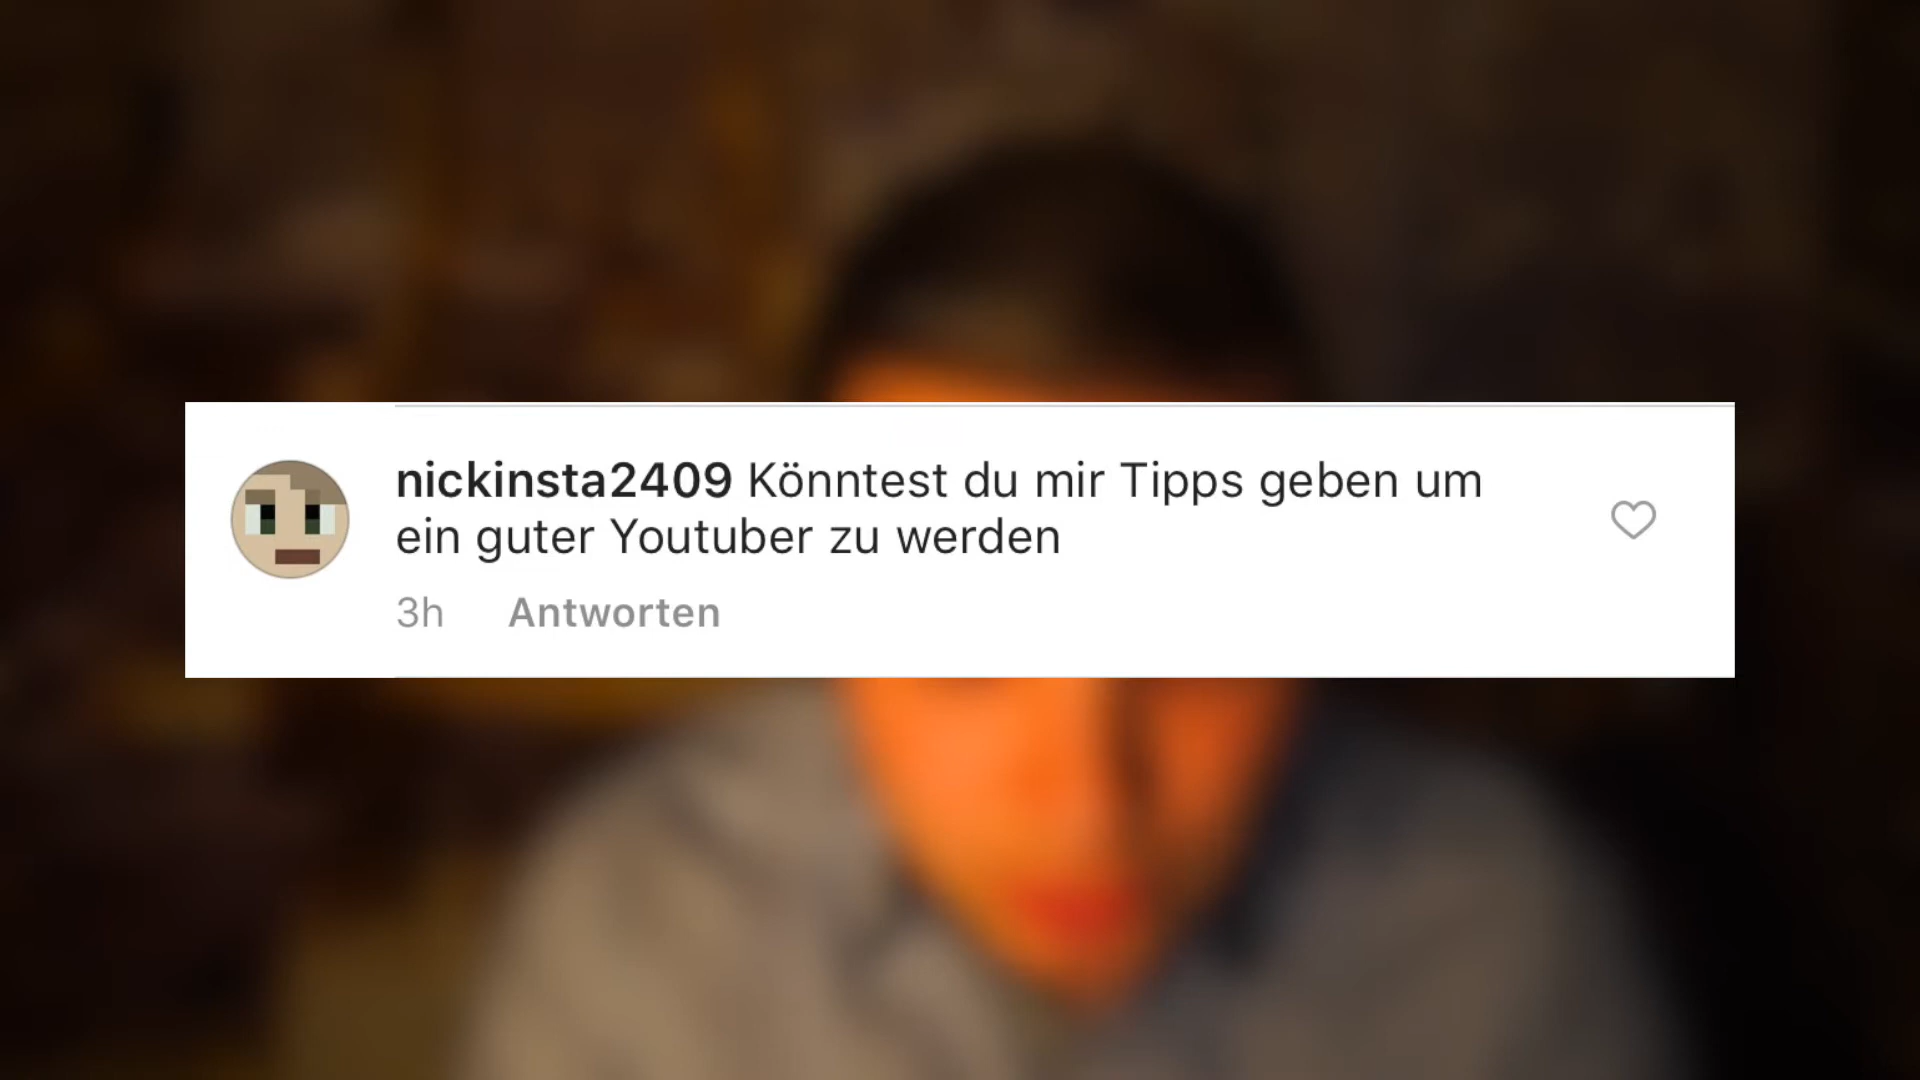 nickinsta2409 Könntest du mir Tipps geben um
ein guter Youtuber zu werden
3h Antworten